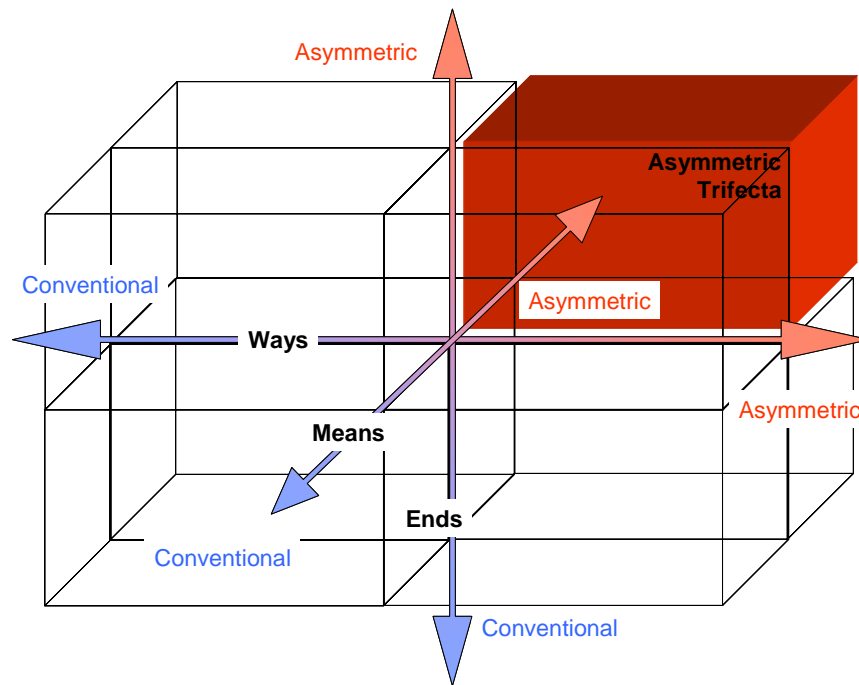 Asymmetric
Asymmetric
Trifecta
Conventional
Asymmetric
Ways
Asymmetric
Means
Ends
Conventional
Conventional